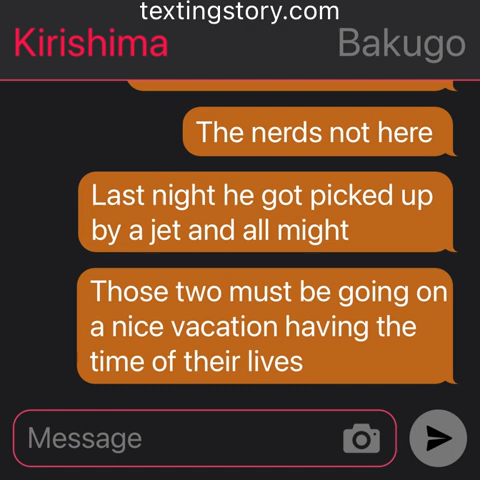 textingstory.com
Kirishima
Bakugo
The nerds not here
Last night he got picked up
by a jet and all might
Those two must be going on
a nice vacation having the
time of their lives
Message